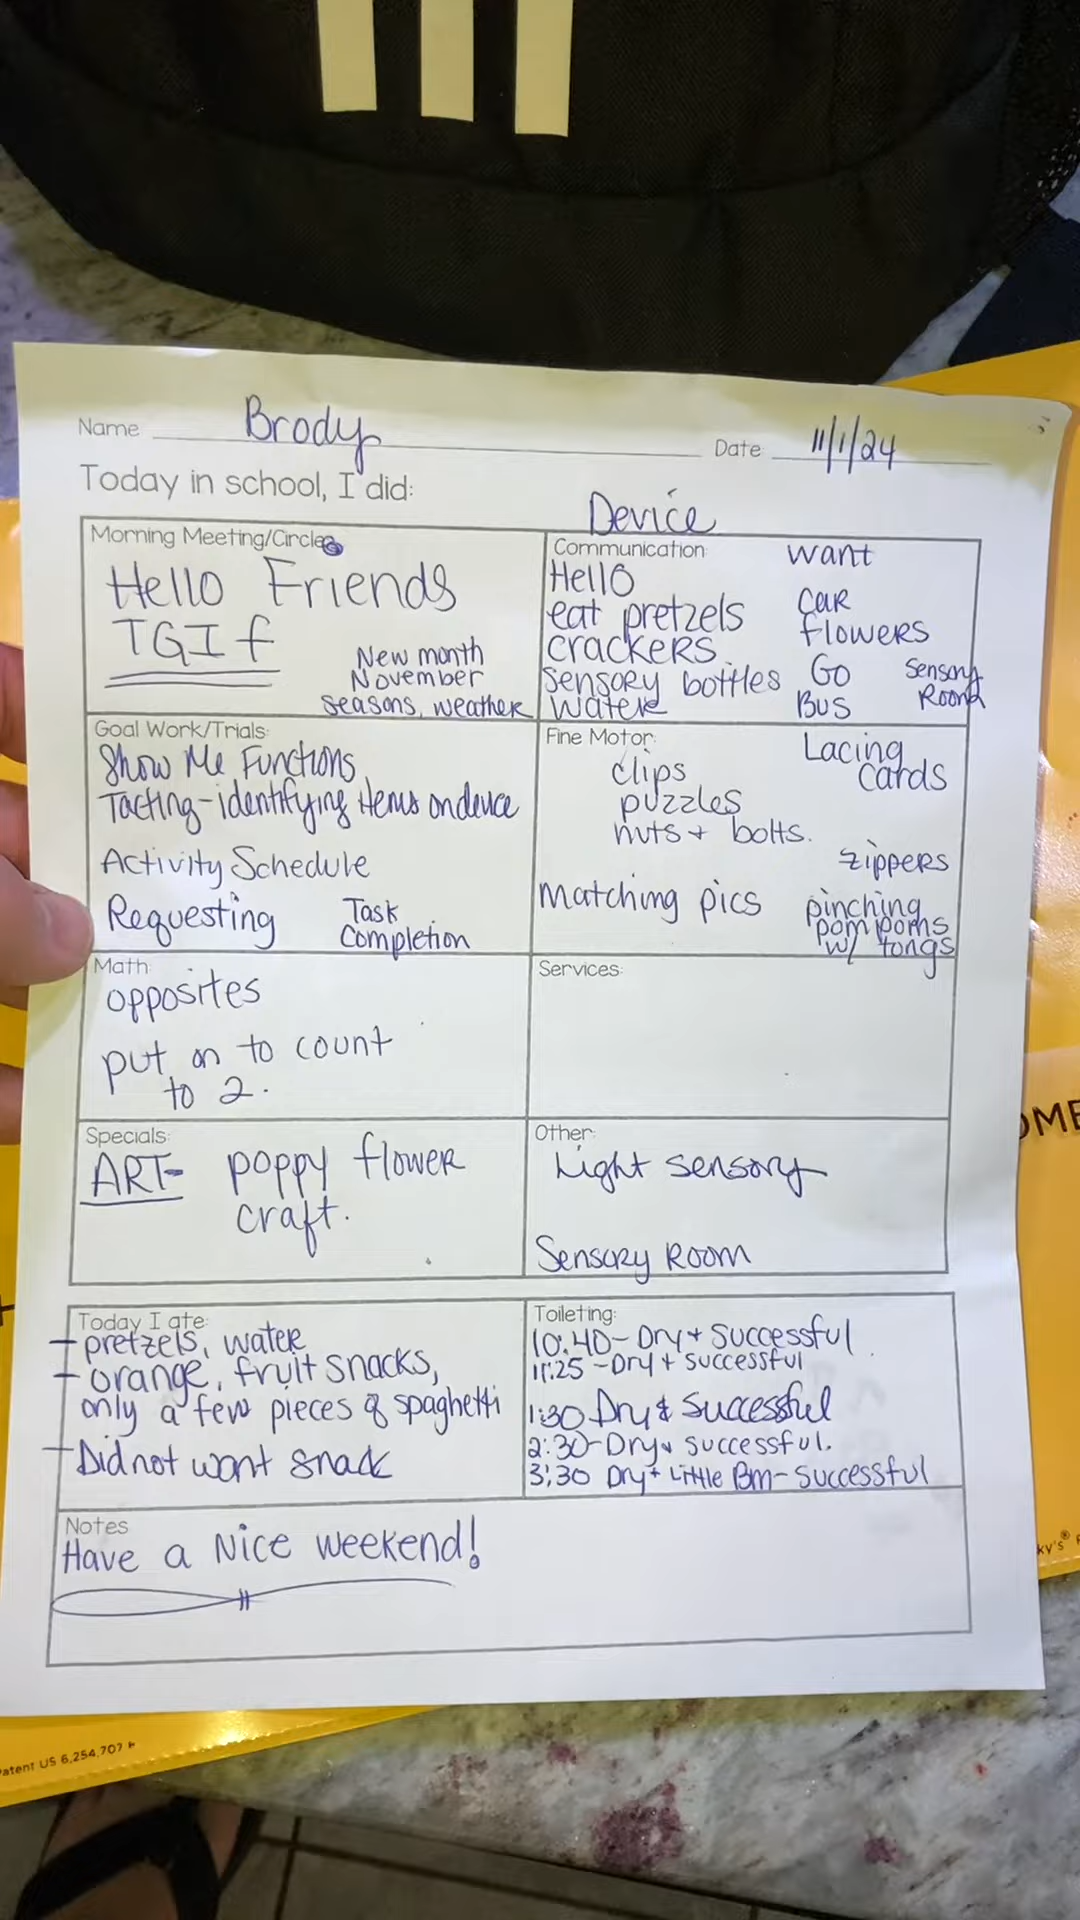 Name Brody
Date 11/1/24
Today in school, I did:
Device
Morning Meeting/Circle
Hello Friends
TGIf
New month
November
seasons, weather
Communication:
Hello
eat pretzels
crackers
sensory bottles
water
want
car
flowers
Go
Bus
Sensory
Room
Goal Work/Trials:
Show Me Functions
Tacting-identifying items on device
Activity Schedule
Requesting
Task
Completion
Fine Motor:
clips
puzzles
nuts + bolts.
Matching pics
Lacing
Cards
zippers
pinching
pom poms
w/ tongs
Math:
opposites
put on to count
to 2.
Services:
Specials:
ART- poppy flower
craft.
Other:
Light sensory
Sensory Room
Today I ate:
- pretzels, water
- orange, fruit snacks,
only a few pieces of spaghetti
- Did not want snack
Toileting:
10:40- Dry + Successful
11:25 -Dry + successful
1:30 Dry & Successful
2:30-Dry + successful.
3:30 Dry + Little Bm- successful
Notes
Have a Nice weekend!
OME
ky's®
atent US 6,254,707